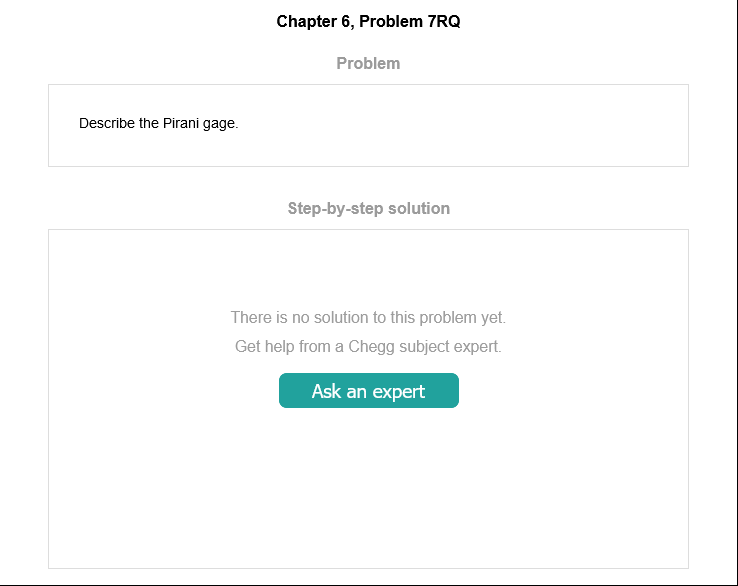 Chapter 6, Problem 7RQ
Problem
Describe the Pirani gage.
Step-by-step solution
There is no solution to this problem yet.
Get help from a Chegg subject expert.
Ask an expert